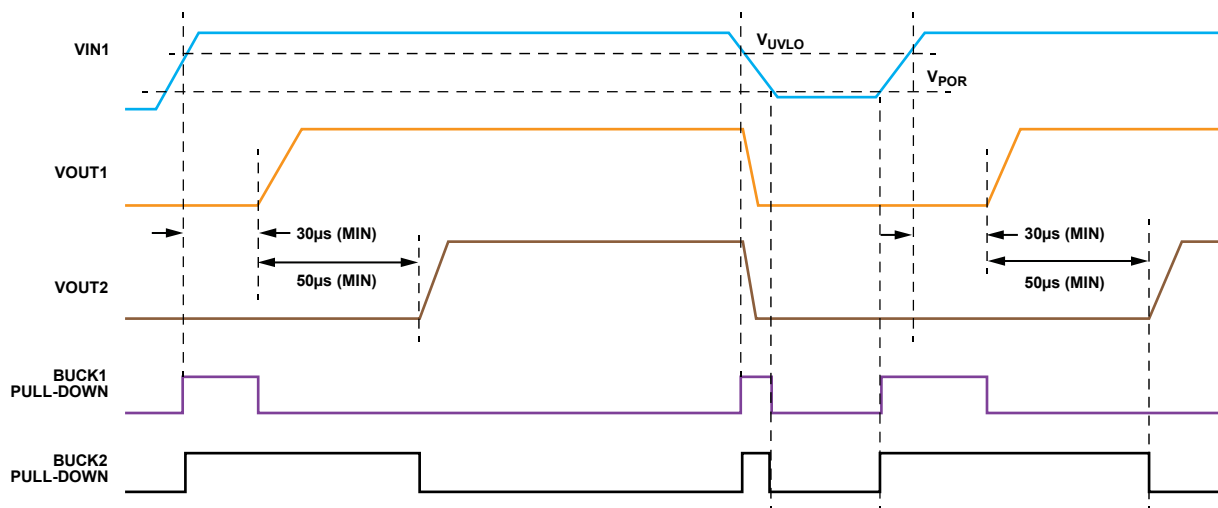 VIN1
VUVLO
VPOR
VOUT1
30µs (MIN)
30µs (MIN)
50µs (MIN)
50µs (MIN)
VOUT2
BUCK1
PULL-DOWN
BUCK2
PULL-DOWN